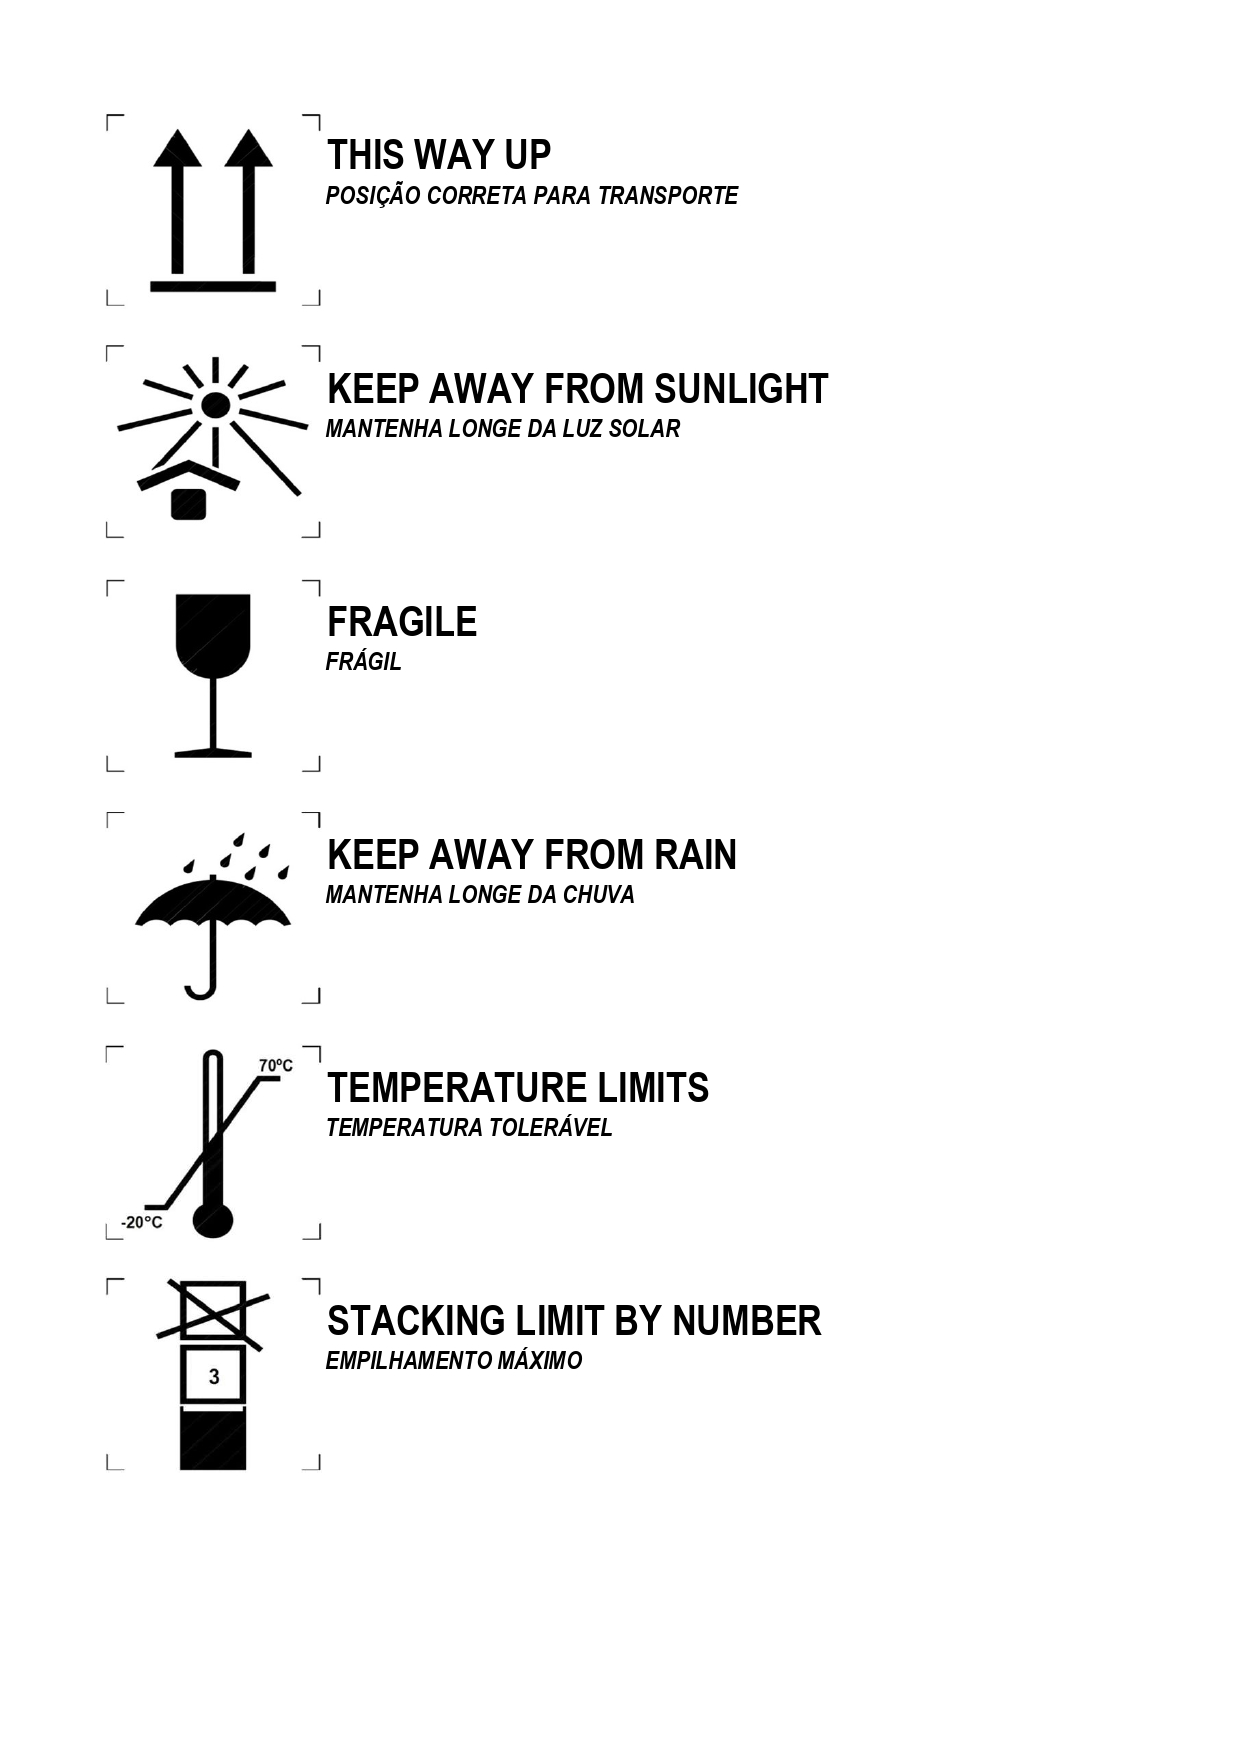 THIS WAY UP
POSIÇÃO CORRETA PARA TRANSPORTE
KEEP AWAY FROM SUNLIGHT
MANTENHA LONGE DA LUZ SOLAR
FRAGILE
FRÁGIL
KEEP AWAY FROM RAIN
MANTENHA LONGE DA CHUVA
70ºC
TEMPERATURE LIMITS
TEMPERATURA TOLERÁVEL
-20°C
STACKING LIMIT BY NUMBER
EMPILHAMENTO MÁXIMO
3